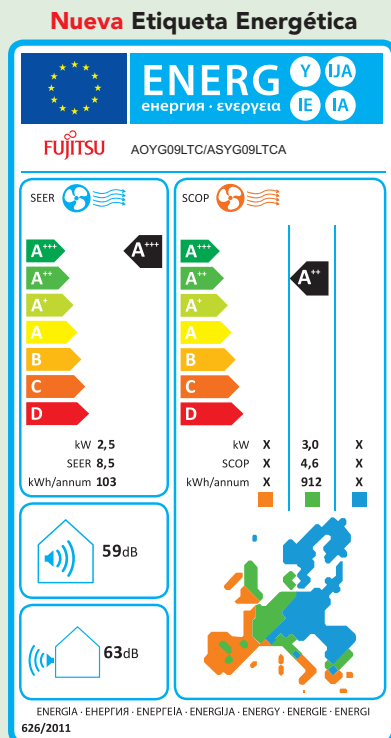 Nueva Etiqueta Energética
ENERG Y IJA
енергия · ενεργεια IE IA
FUJITSU AOYG09LTC/ASYG09LTCA
SEER
A+++ A+++
A++
A+
A
B
C
D
kW 2,5
SEER 8,5
kWh/annum 103
SCOP
A+++
A++ A++
A+
A
B
C
D
kW X 3,0 X
SCOP X 4,6 X
kWh/annum X 912 X
59dB
63dB
ENERGÍA · ЕНЕРГИЯ · ΕΝΕΡΓΕΙΑ · ENERGIJA · ENERGY · ENERGIE · ENERGI
626/2011